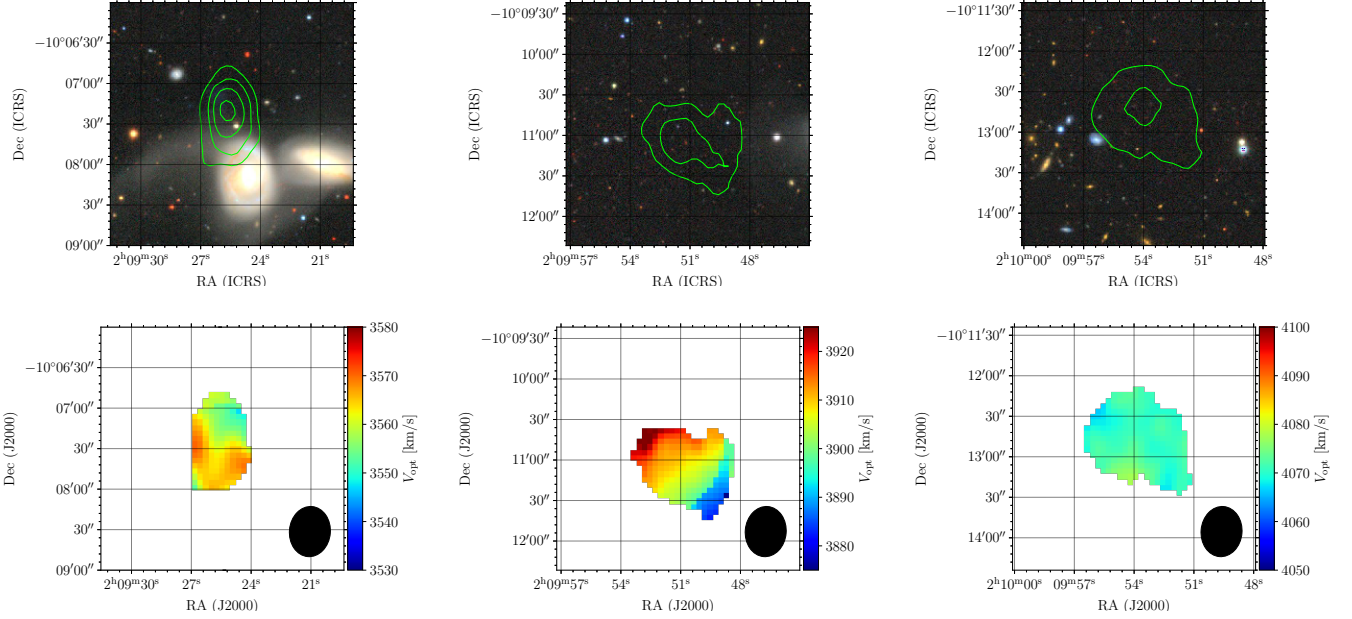 −10°06′30″
07′00″
30″
08′00″
30″
09′00″
Dec (ICRS)
2ʰ09ᵐ30ˢ
27ˢ
24ˢ
21ˢ
RA (ICRS)
−10°09′30″
10′00″
30″
11′00″
30″
12′00″
Dec (ICRS)
2ʰ09ᵐ57ˢ
54ˢ
51ˢ
48ˢ
RA (ICRS)
−10°11′30″
12′00″
30″
13′00″
30″
14′00″
Dec (ICRS)
2ʰ10ᵐ00ˢ
09ᵐ57ˢ
54ˢ
51ˢ
48ˢ
RA (ICRS)
−10°06′30″
07′00″
30″
08′00″
30″
09′00″
Dec (J2000)
2ʰ09ᵐ30ˢ
27ˢ
24ˢ
21ˢ
RA (J2000)
3580
3570
3560
3550
3540
3530
Vopt [km/s]
−10°09′30″
10′00″
30″
11′00″
30″
12′00″
Dec (J2000)
2ʰ09ᵐ57ˢ
54ˢ
51ˢ
48ˢ
RA (J2000)
3920
3910
3900
3890
3880
Vopt [km/s]
−10°11′30″
12′00″
30″
13′00″
30″
14′00″
Dec (J2000)
2ʰ10ᵐ00ˢ
09ᵐ57ˢ
54ˢ
51ˢ
48ˢ
RA (J2000)
4100
4090
4080
4070
4060
4050
Vopt [km/s]